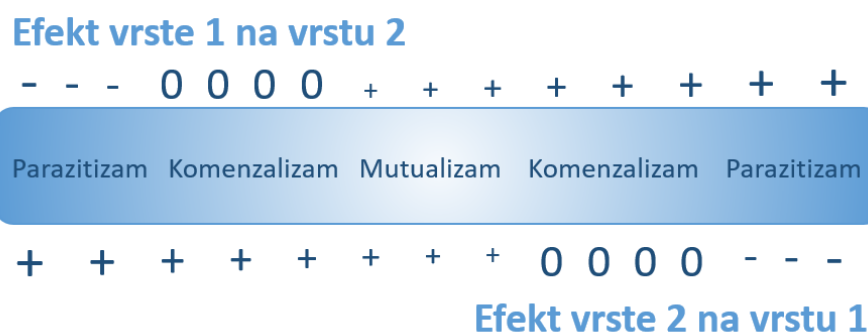 Efekt vrste 1 na vrstu 2
- - - 0 0 0 0 + + + + + + + +
Parazitizam Komenzalizam Mutualizam Komenzalizam Parazitizam
+ + + + + + + + 0 0 0 0 - - -
Efekt vrste 2 na vrstu 1